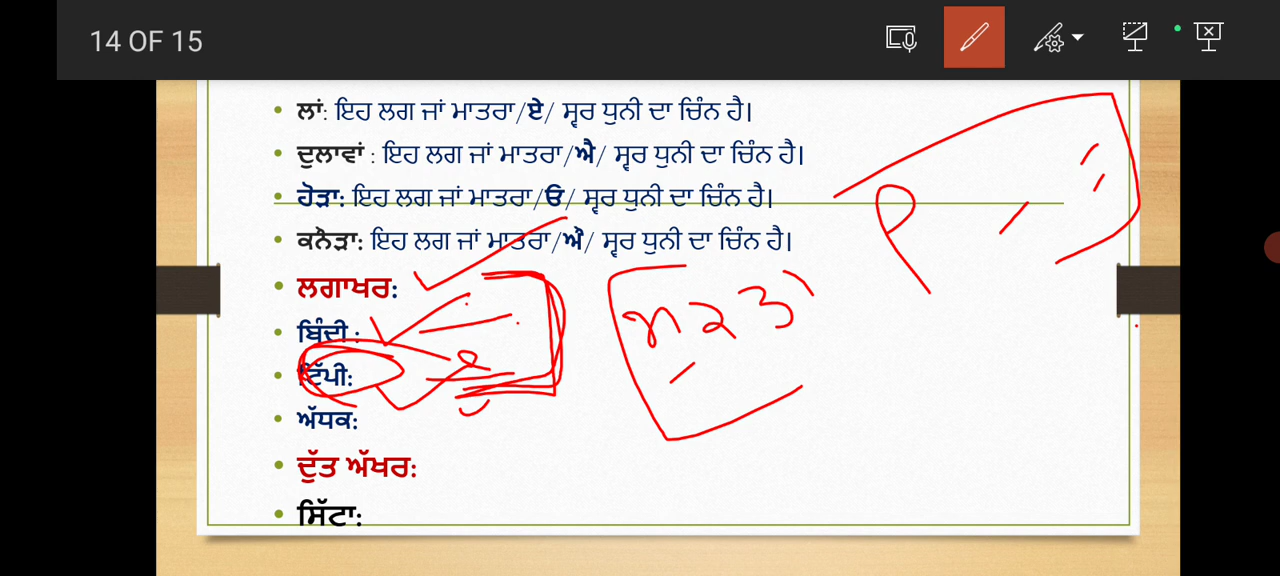 14 OF 15
• ਲਾਂ: ਇਹ ਲਗ ਜਾਂ ਮਾਤਰਾ/ਏ/ ਸ੍ਵਰ ਧੁਨੀ ਦਾ ਚਿੰਨ ਹੈ।
• ਦੁਲਾਵਾਂ : ਇਹ ਲਗ ਜਾਂ ਮਾਤਰਾ/ਐ/ ਸ੍ਵਰ ਧੁਨੀ ਦਾ ਚਿੰਨ ਹੈ।
• ਹੋੜਾ: ਇਹ ਲਗ ਜਾਂ ਮਾਤਰਾ/ਓ/ ਸ੍ਵਰ ਧੁਨੀ ਦਾ ਚਿੰਨ ਹੈ।
• ਕਨੌੜਾ: ਇਹ ਲਗ ਜਾਂ ਮਾਤਰਾ/ਔ/ ਸ੍ਵਰ ਧੁਨੀ ਦਾ ਚਿੰਨ ਹੈ।
• ਲਗਾਖਰ:
• ਬਿੰਦੀ :
• ਟਿੱਪੀ:
• ਅੱਧਕ:
• ਦੁੱਤ ਅੱਖਰ:
• ਸਿੱਟਾ: